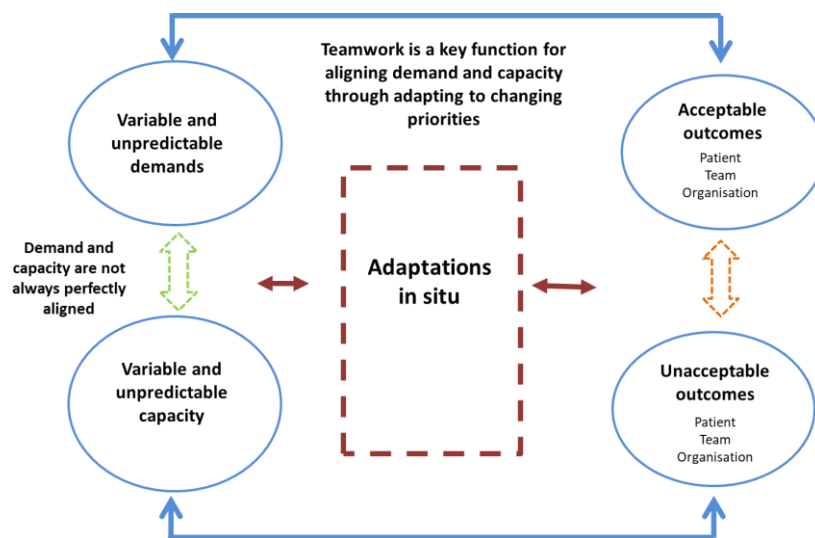 Teamwork is a key function for
aligning demand and capacity
through adapting to changing
priorities
Variable and
unpredictable
demands
Acceptable
outcomes
Patient
Team
Organisation
Demand and
capacity are not
always perfectly
aligned
Adaptations
in situ
Variable and
unpredictable
capacity
Unacceptable
outcomes
Patient
Team
Organisation